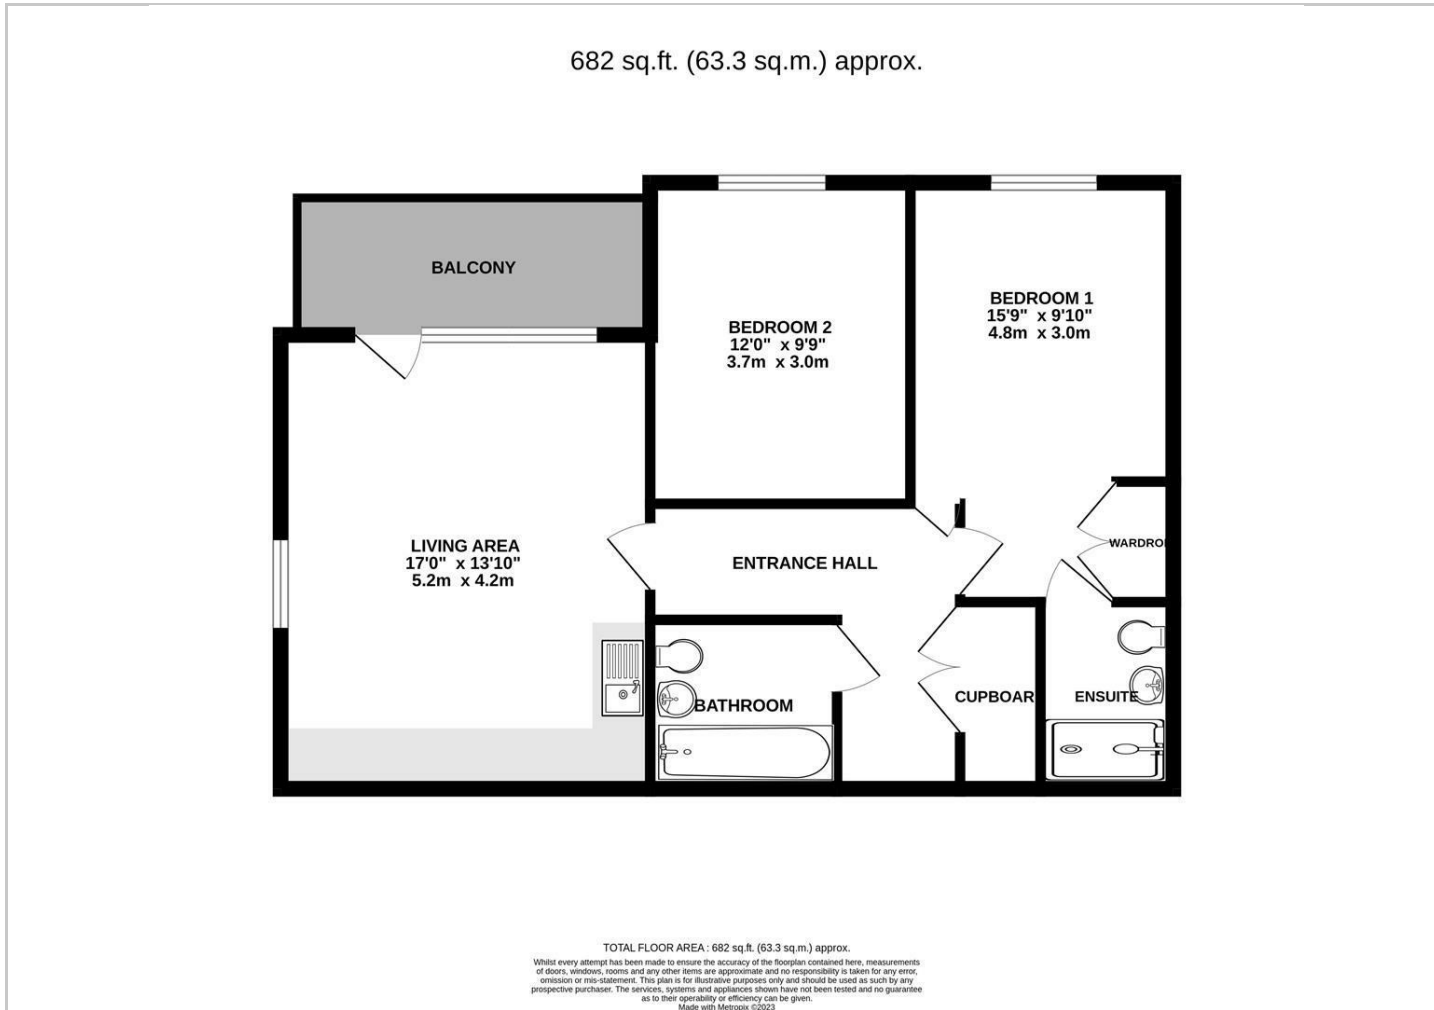 682 sq.ft. (63.3 sq.m.) approx.
BALCONY
BEDROOM 2
12'0" x 9'9"
3.7m x 3.0m
BEDROOM 1
15'9" x 9'10"
4.8m x 3.0m
LIVING AREA
17'0" x 13'10"
5.2m x 4.2m
ENTRANCE HALL
WARDROB
BATHROOM
CUPBOAR
ENSUITE
TOTAL FLOOR AREA : 682 sq.ft. (63.3 sq.m.) approx.
Whilst every attempt has been made to ensure the accuracy of the floorplan contained here, measurements
of doors, windows, rooms and any other items are approximate and no responsibility is taken for any error,
omission or mis-statement. This plan is for illustrative purposes only and should be used as such by any
prospective purchaser. The services, systems and appliances shown have not been tested and no guarantee
as to their operability or efficiency can be given.
Made with Metropix ©2023